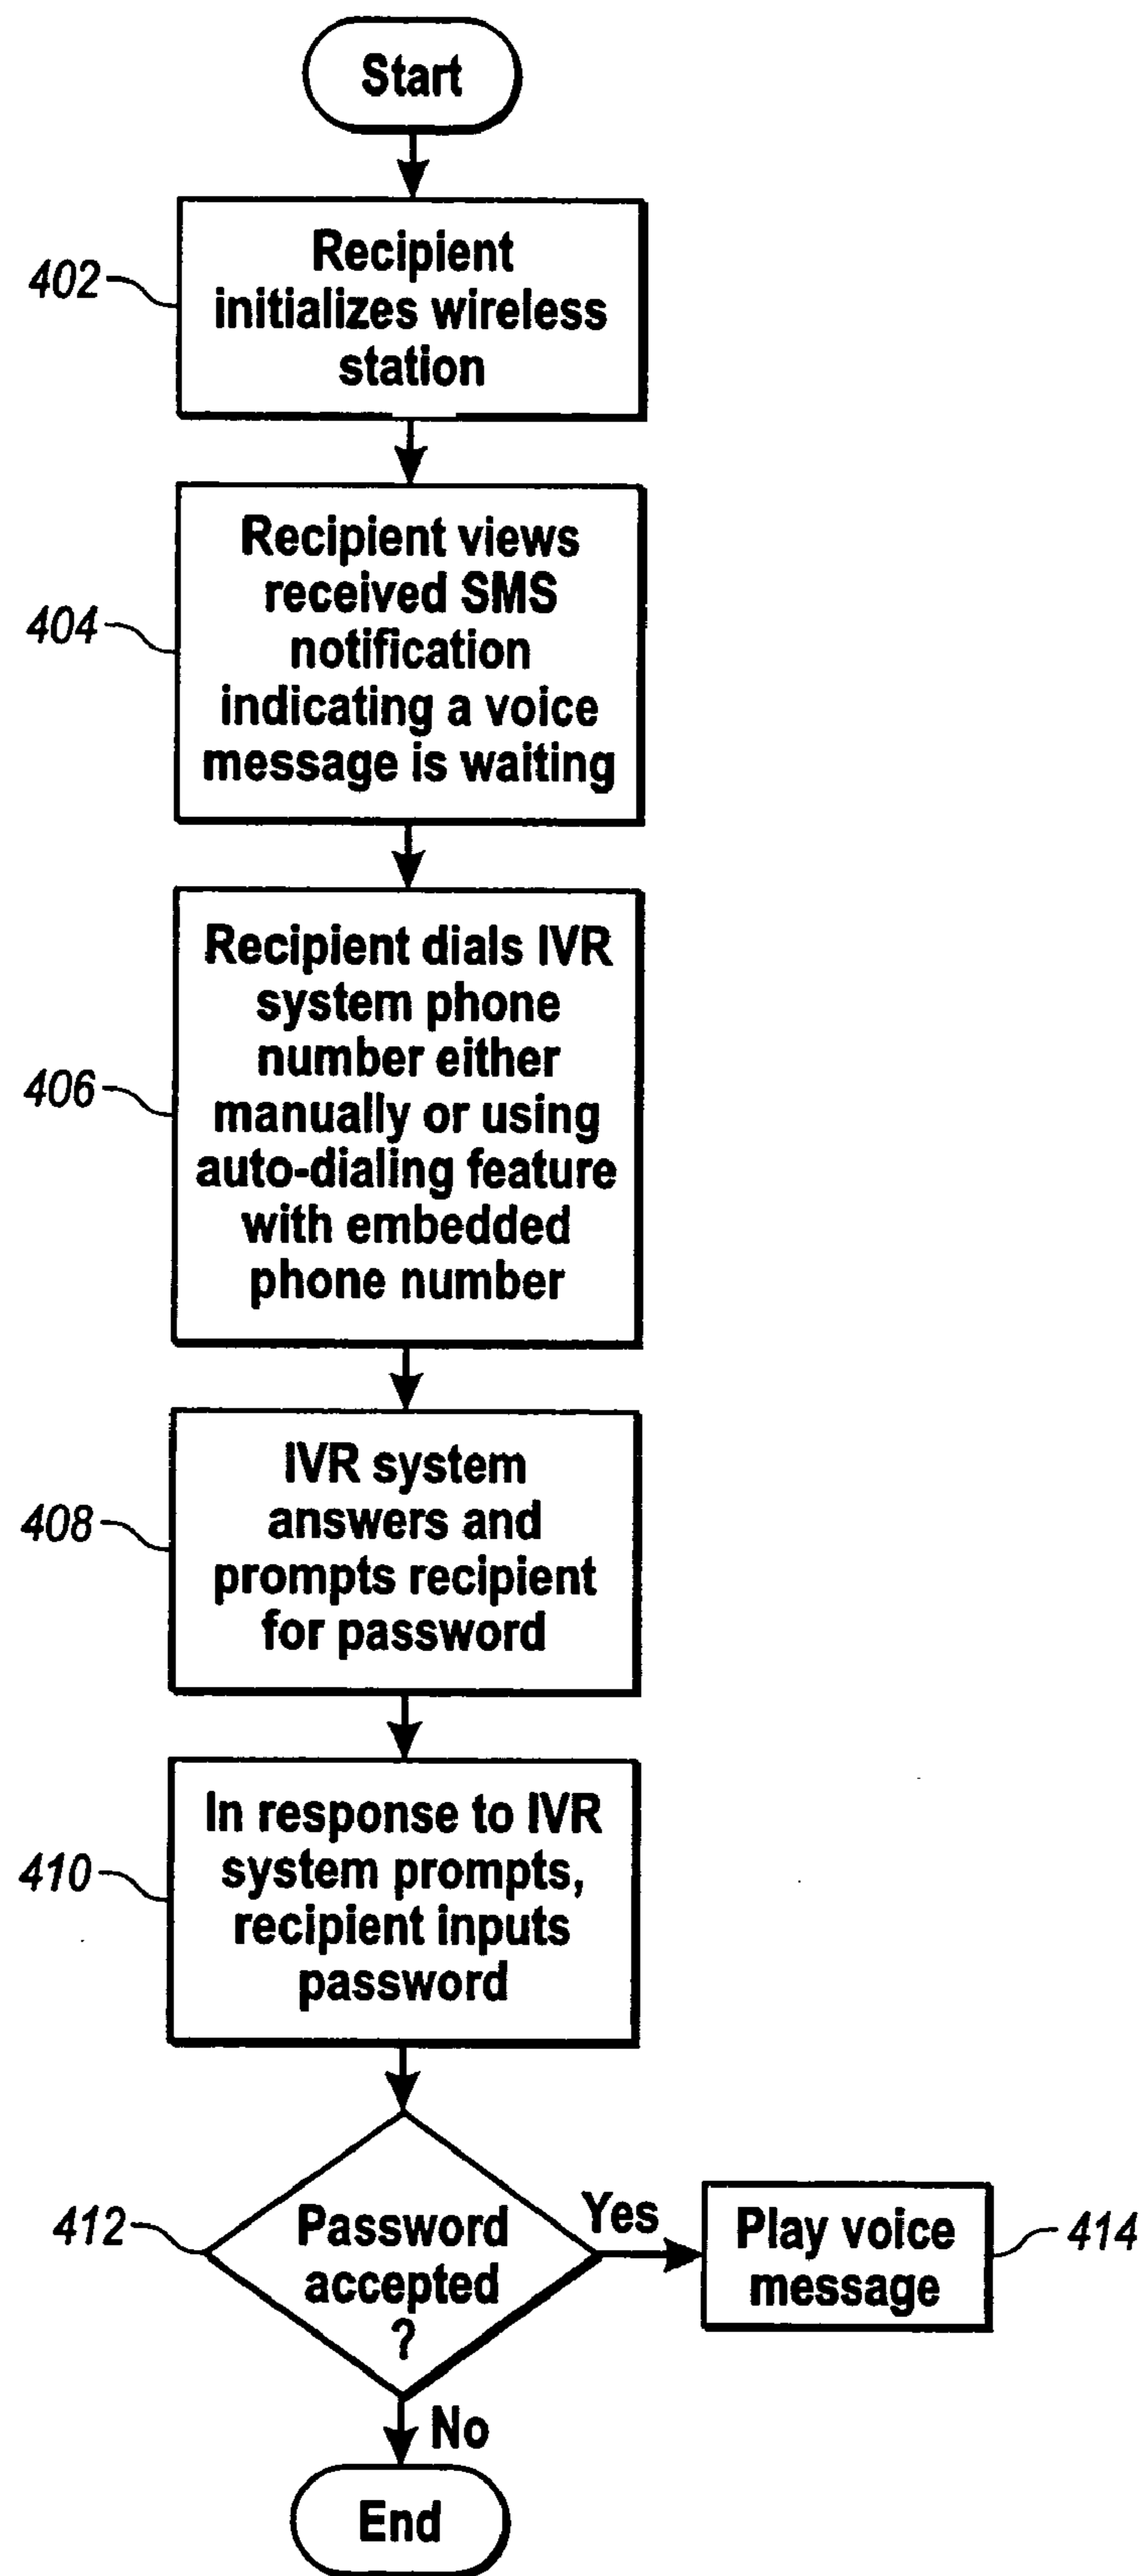 Start
402
Recipient
initializes wireless
station
404
Recipient views
received SMS
notification
indicating a voice
message is waiting
406
Recipient dials IVR
system phone
number either
manually or using
auto-dialing feature
with embedded
phone number
408
IVR system
answers and
prompts recipient
for password
410
In response to IVR
system prompts,
recipient inputs
password
412
Password
accepted
?
Yes
Play voice
message
414
No
End